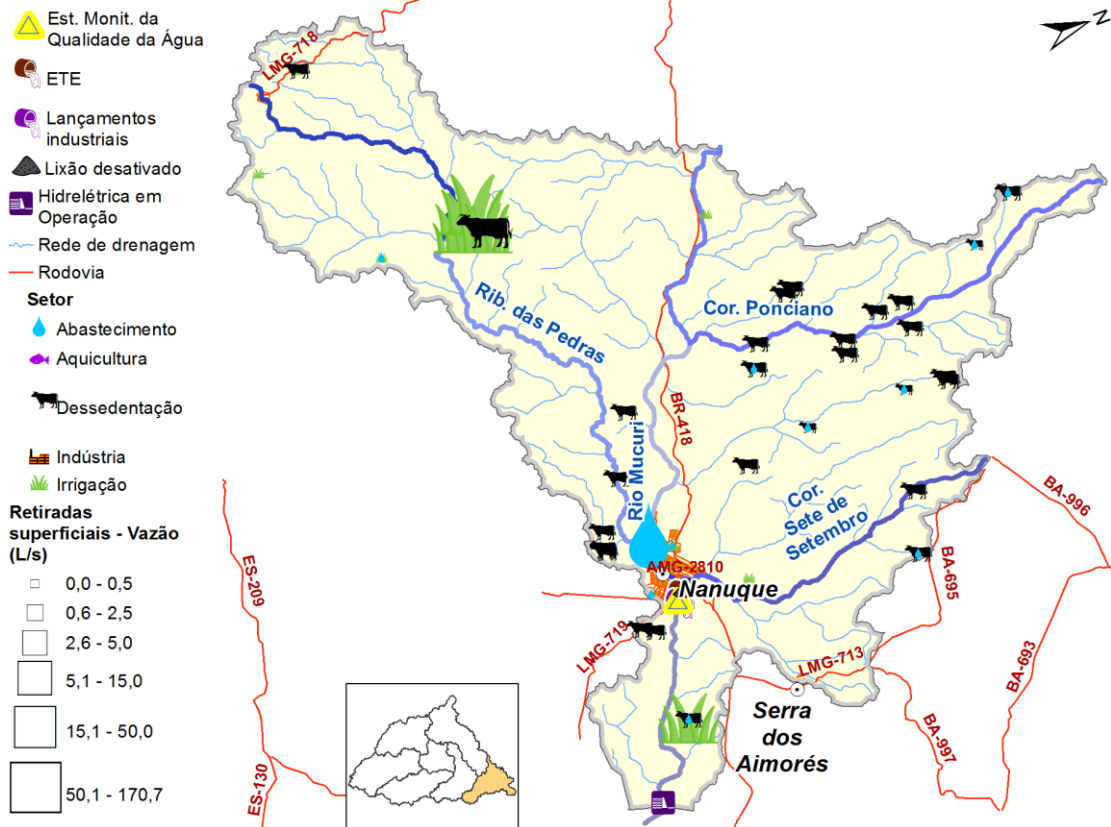 Est. Monit. da
Qualidade da Água
ETE
Lançamentos
industriais
Lixão desativado
Hidrelétrica em
Operação
Rede de drenagem
Rodovia
Setor
Abastecimento
Aquicultura
Dessedentação
Indústria
Irrigação
Retiradas
superficiais - Vazão
(L/s)
0,0 - 0,5
0,6 - 2,5
2,6 - 5,0
5,1 - 15,0
15,1 - 50,0
50,1 - 170,7
N
LMG-718
Rib. das Pedras
Cor. Ponciano
BR-418
Rio Mucuri
Cor.
Sete de
Setembro
BA-996
BA-695
BA-693
BA-997
AMG-2810
Nanuque
LMG-719
LMG-713
Serra
dos
Aimorés
ES-209
ES-130